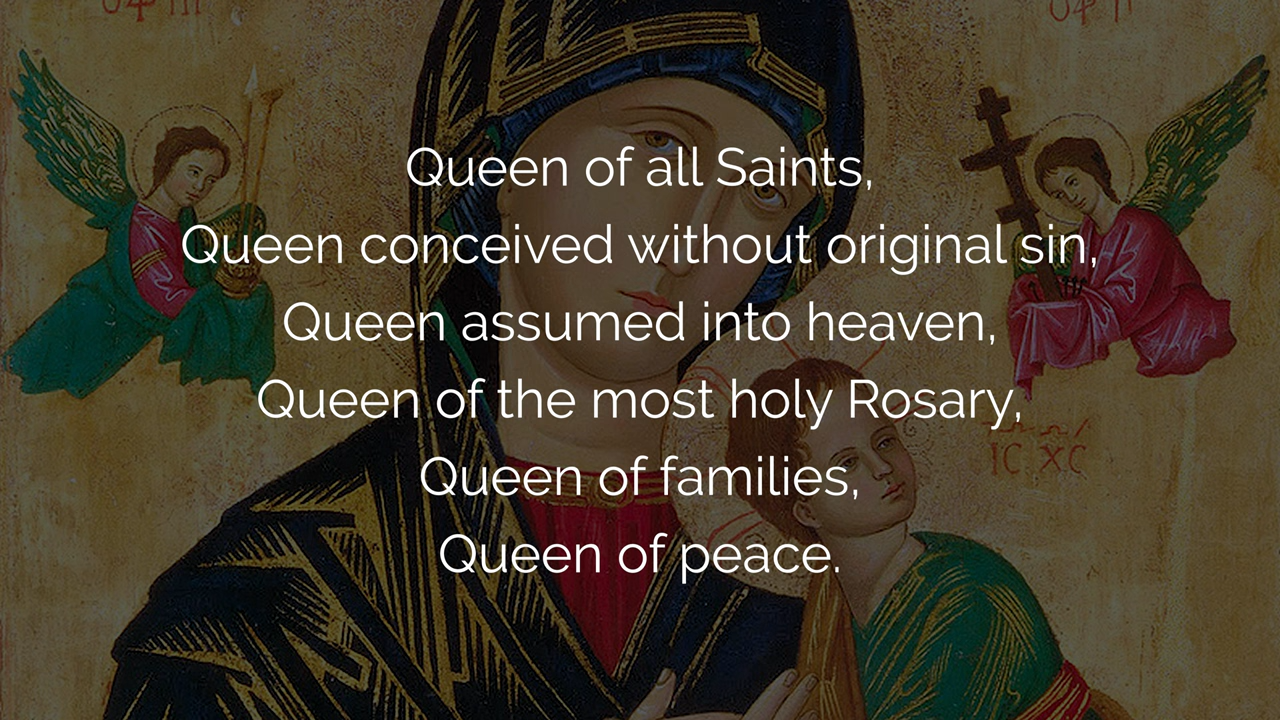 Queen of all Saints,
Queen conceived without original sin,
Queen assumed into heaven,
Queen of the most holy Rosary,
IC XC
Queen of families,
Queen of peace.